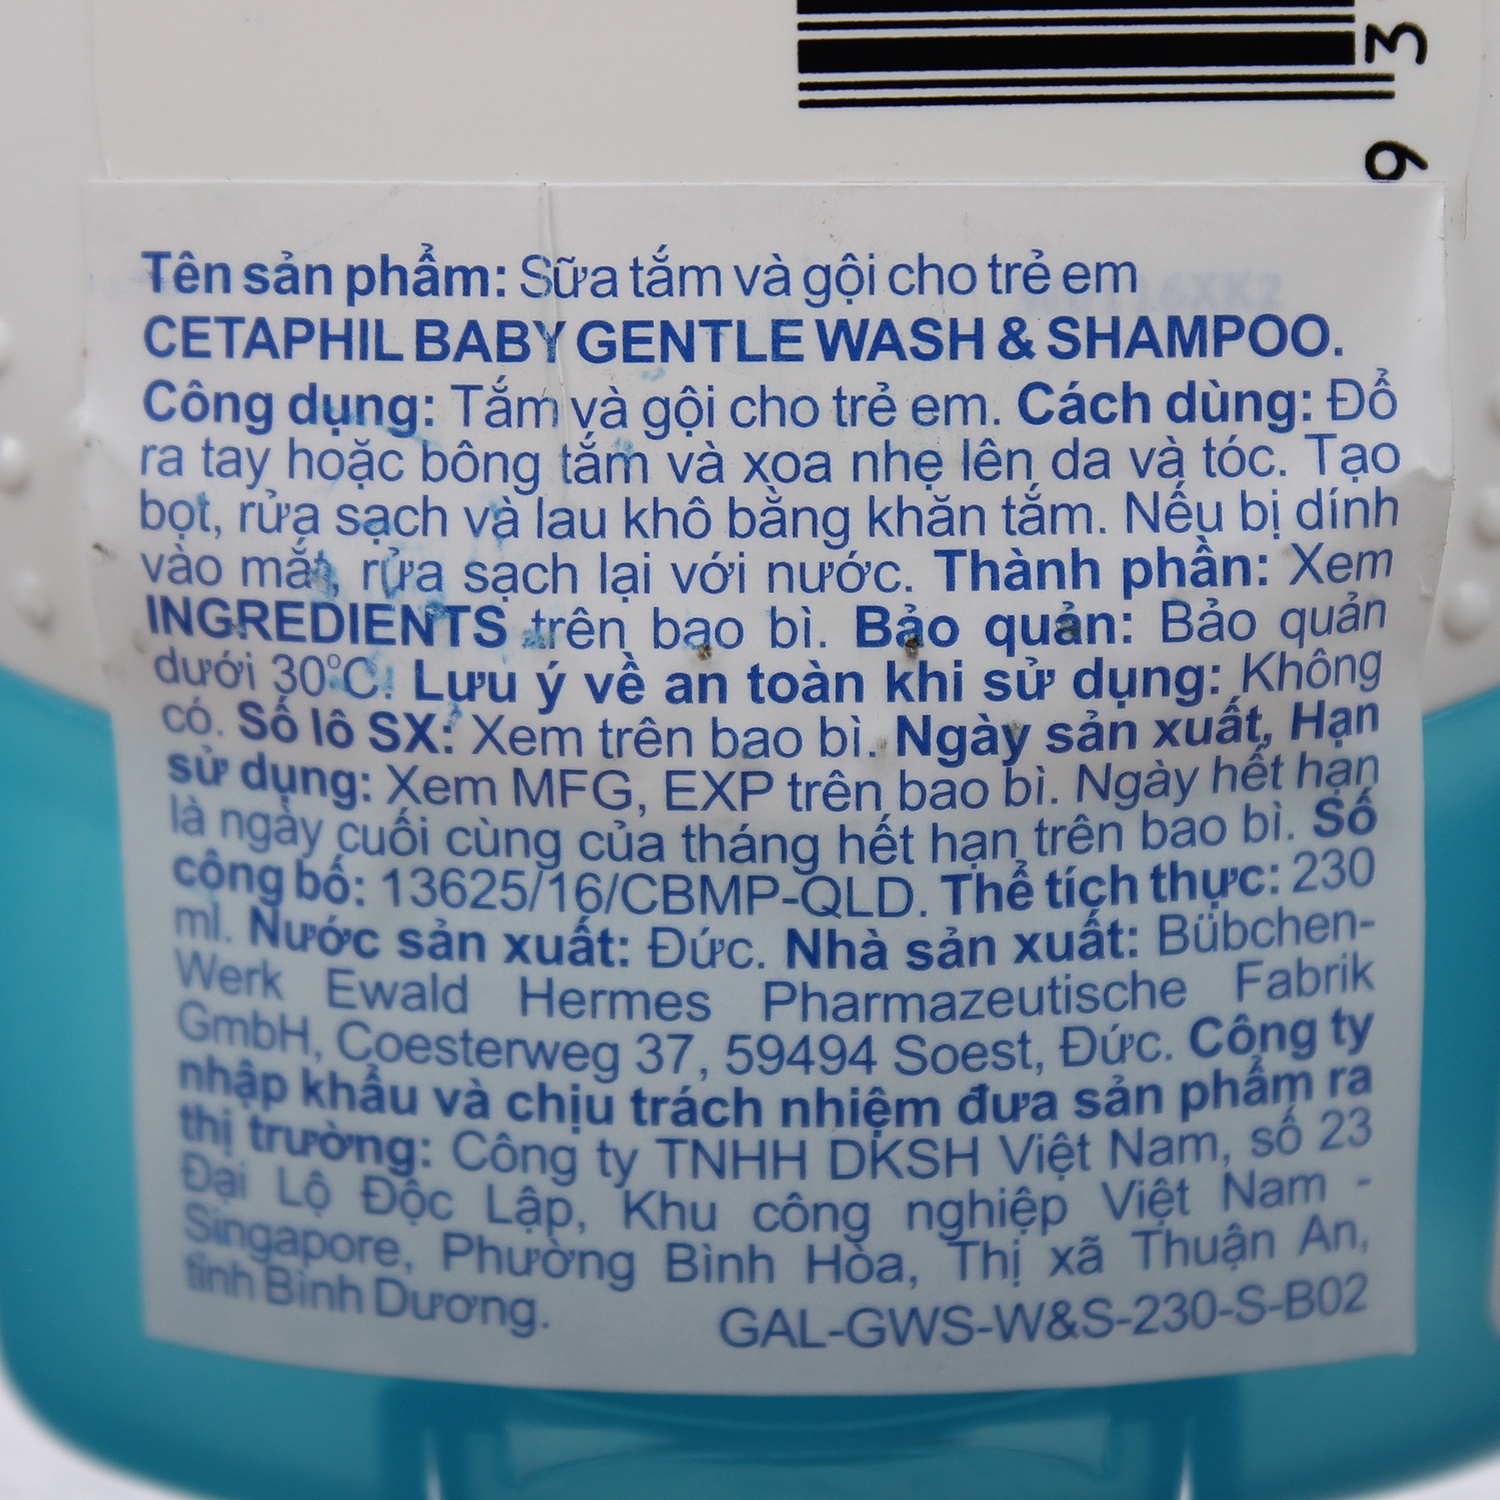 93
Tên sản phẩm: Sữa tắm và gội cho trẻ em
CETAPHIL BABY GENTLE WASH & SHAMPOO.
Công dụng: Tắm và gội cho trẻ em. Cách dùng: Đổ
ra tay hoặc bông tắm và xoa nhẹ lên da và tóc. Tạo
bọt, rửa sạch và lau khô bằng khăn tắm. Nếu bị dính
vào mắt, rửa sạch lại với nước. Thành phần: Xem
INGREDIENTS trên bao bì. Bảo quản: Bảo quản
dưới 30°C. Lưu ý về an toàn khi sử dụng: Không
có. Số lô SX: Xem trên bao bì. Ngày sản xuất, Hạn
sử dụng: Xem MFG, EXP trên bao bì. Ngày hết hạn
là ngày cuối cùng của tháng hết hạn trên bao bì. Số
công bố: 13625/16/CBMP-QLD. Thể tích thực: 230
ml. Nước sản xuất: Đức. Nhà sản xuất: Bübchen-
Werk Ewald Hermes Pharmazeutische Fabrik
GmbH, Coesterweg 37, 59494 Soest, Đức. Công ty
nhập khẩu và chịu trách nhiệm đưa sản phẩm ra
thị trường: Công ty TNHH DKSH Việt Nam, số 23
Đại Lộ Độc Lập, Khu công nghiệp Việt Nam -
Singapore, Phường Bình Hòa, Thị xã Thuận An,
tỉnh Bình Dương. GAL-GWS-W&S-230-S-B02